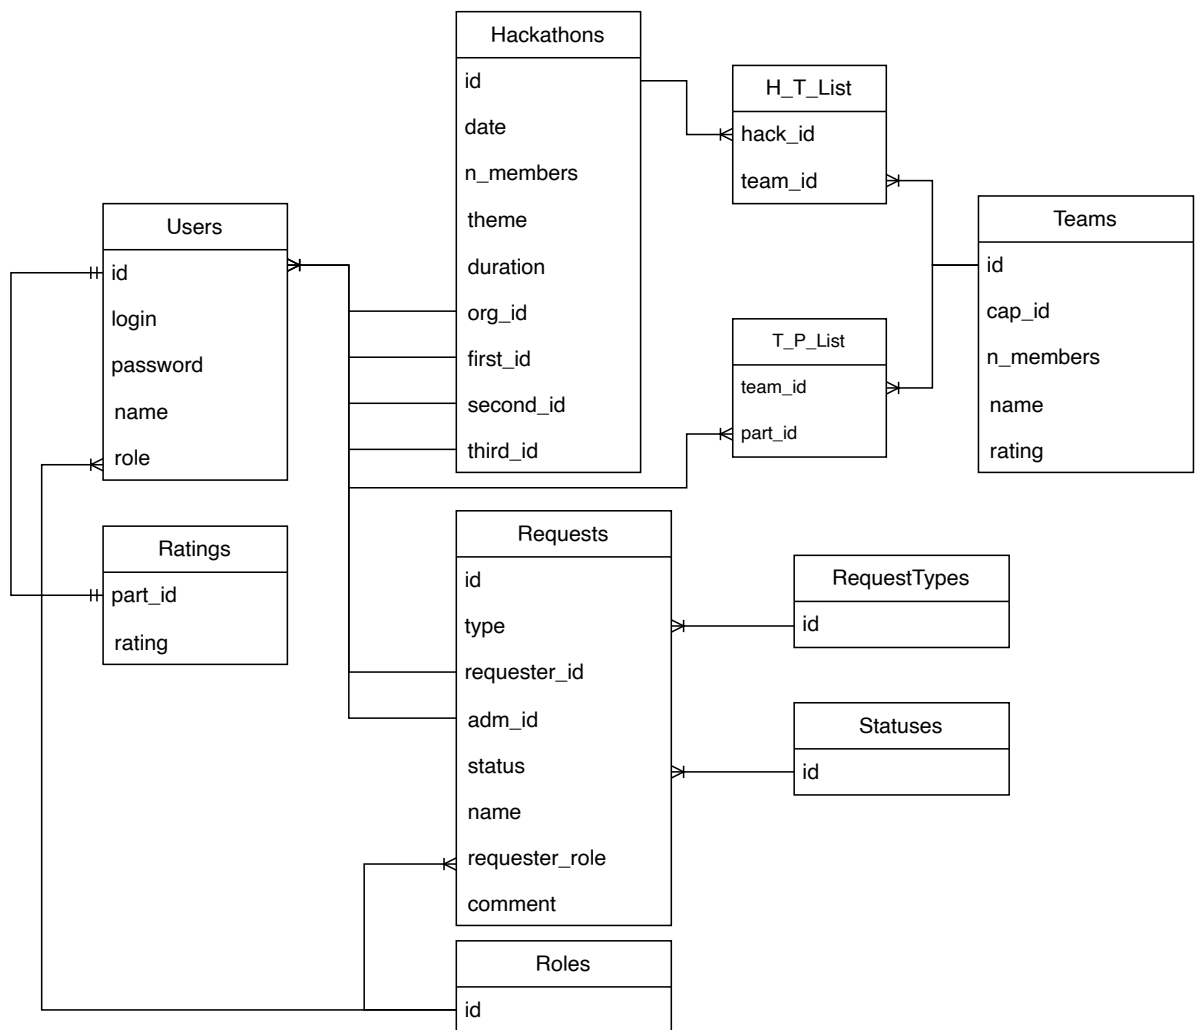 Hackathons
id
date
n_members
theme
duration
org_id
first_id
second_id
third_id
H_T_List
hack_id
team_id
Users
id
login
password
name
role
Teams
id
cap_id
n_members
name
rating
T_P_List
team_id
part_id
Ratings
part_id
rating
Requests
id
type
requester_id
adm_id
status
name
requester_role
comment
RequestTypes
id
Statuses
id
Roles
id